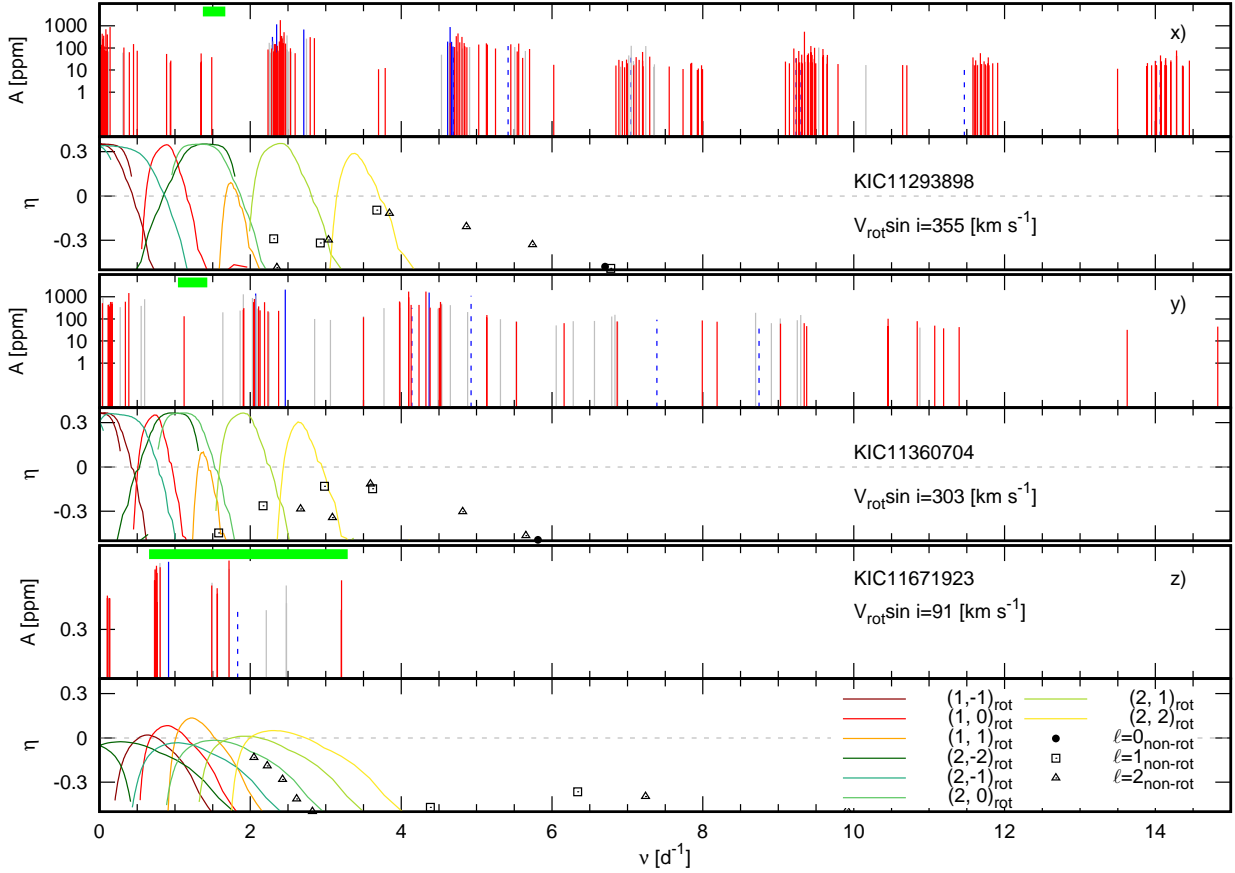 A [ppm]
1000
100
10
1
x)
η
0.3
0
-0.3
KIC11293898
V_rot sin i=355 [km s^-1]
A [ppm]
1000
100
10
1
y)
η
0.3
0
-0.3
KIC11360704
V_rot sin i=303 [km s^-1]
A [ppm]
0.3
KIC11671923
z)
V_rot sin i=91 [km s^-1]
η
0.3
0
-0.3
(1,-1)_rot
(1, 0)_rot
(1, 1)_rot
(2,-2)_rot
(2,-1)_rot
(2, 0)_rot
(2, 1)_rot
(2, 2)_rot
ℓ=0_non-rot
ℓ=1_non-rot
ℓ=2_non-rot
0 2 4 6 8 10 12 14
ν [d^-1]